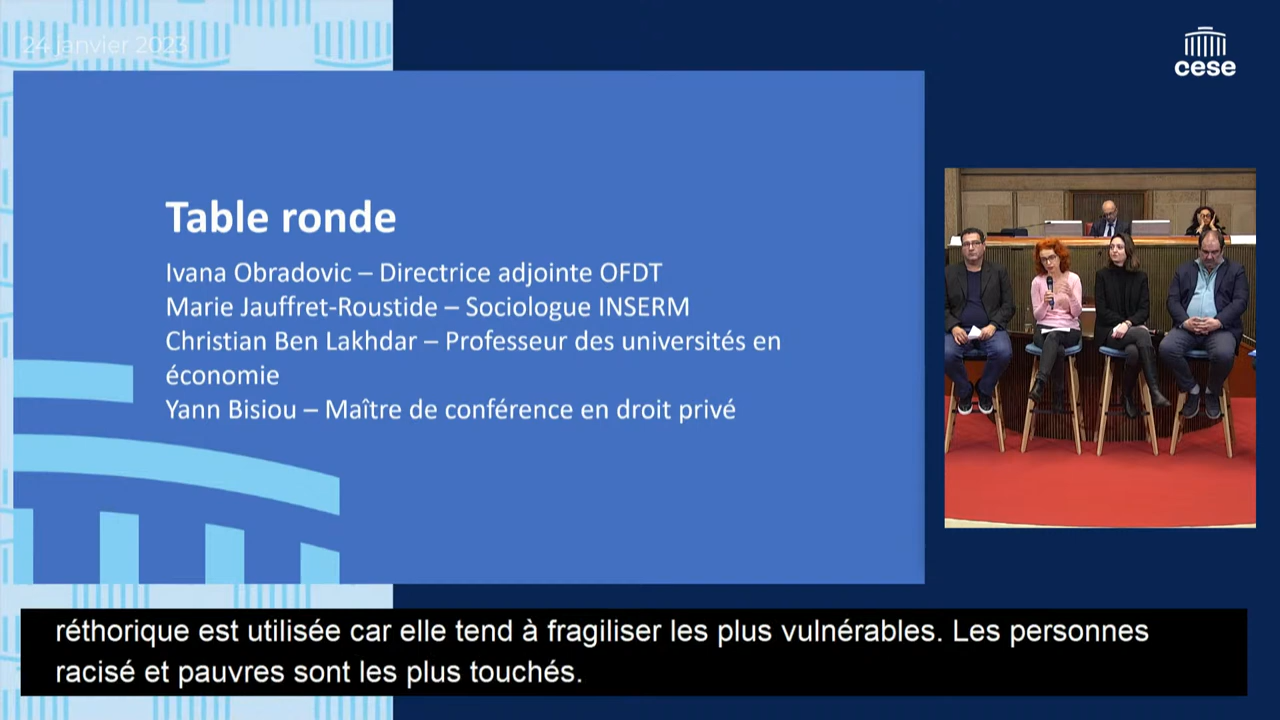 24 janvier 2023
cese
Table ronde
Ivana Obradovic – Directrice adjointe OFDT
Marie Jauffret-Roustide – Sociologue INSERM
Christian Ben Lakhdar – Professeur des universités en
économie
Yann Bisiou – Maître de conférence en droit privé
réthorique est utilisée car elle tend à fragiliser les plus vulnérables. Les personnes
racisé et pauvres sont les plus touchés.